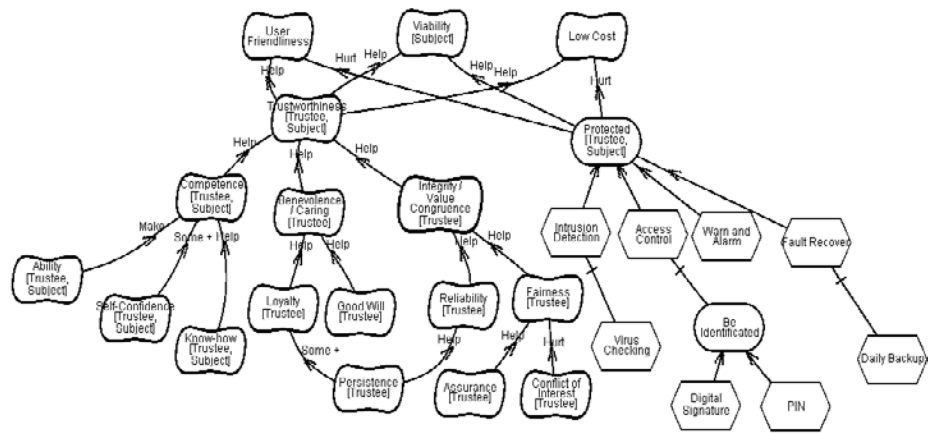 User
Friendliness
Viability
[Subject]
Low Cost
Help
Hurt
Help
Help
Help
Help
Hurt
Trustworthiness
[Trustee,
Subject]
Protected
[Trustee,
Subject]
Help
Help
Help
Competence
[Trustee,
Subject]
Benevolence
/ Caring
[Trustee]
Integrity /
Value
Congruence
[Trustee]
Intrusion
Detection
Access
Control
Warn and
Alarm
Fault Recover
Make
Some +
Help
Help
Help
Help
Help
Ability
[Trustee,
Subject]
Self-Confidence
[Trustee,
Subject]
Know-how
[Trustee,
Subject]
Loyalty
[Trustee]
Good Will
[Trustee]
Reliability
[Trustee]
Fairness
[Trustee]
Some +
Help
Help
Hurt
Persistence
[Trustee]
Assurance
[Trustee]
Conflict of
Interest
[Trustee]
Virus
Checking
Be
Identificated
Daily Backup
Digital
Signature
PIN